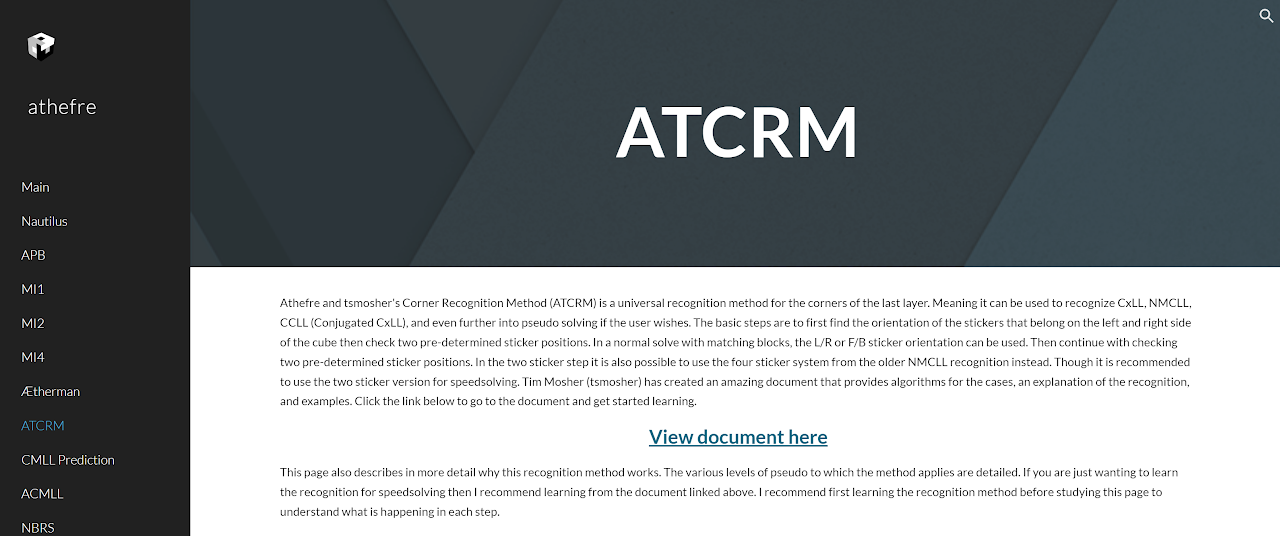 athefre
Main
Nautilus
APB
MI1
MI2
MI4
Ætherman
ATCRM
CMLL Prediction
ACMLL
NBRS
ATCRM
Athefre and tsmosher's Corner Recognition Method (ATCRM) is a universal recognition method for the corners of the last layer. Meaning it can be used to recognize CxLL, NMCLL,
CCLL (Conjugated CxLL), and even further into pseudo solving if the user wishes. The basic steps are to first find the orientation of the stickers that belong on the left and right side
of the cube then check two pre-determined sticker positions. In a normal solve with matching blocks, the L/R or F/B sticker orientation can be used. Then continue with checking
two pre-determined sticker positions. In the two sticker step it is also possible to use the four sticker system from the older NMCLL recognition instead. Though it is recommended
to use the two sticker version for speedsolving. Tim Mosher (tsmosher) has created an amazing document that provides algorithms for the cases, an explanation of the recognition,
and examples. Click the link below to go to the document and get started learning.
View document here
This page also describes in more detail why this recognition method works. The various levels of pseudo to which the method applies are detailed. If you are just wanting to learn
the recognition for speedsolving then I recommend learning from the document linked above. I recommend first learning the recognition method before studying this page to
understand what is happening in each step.